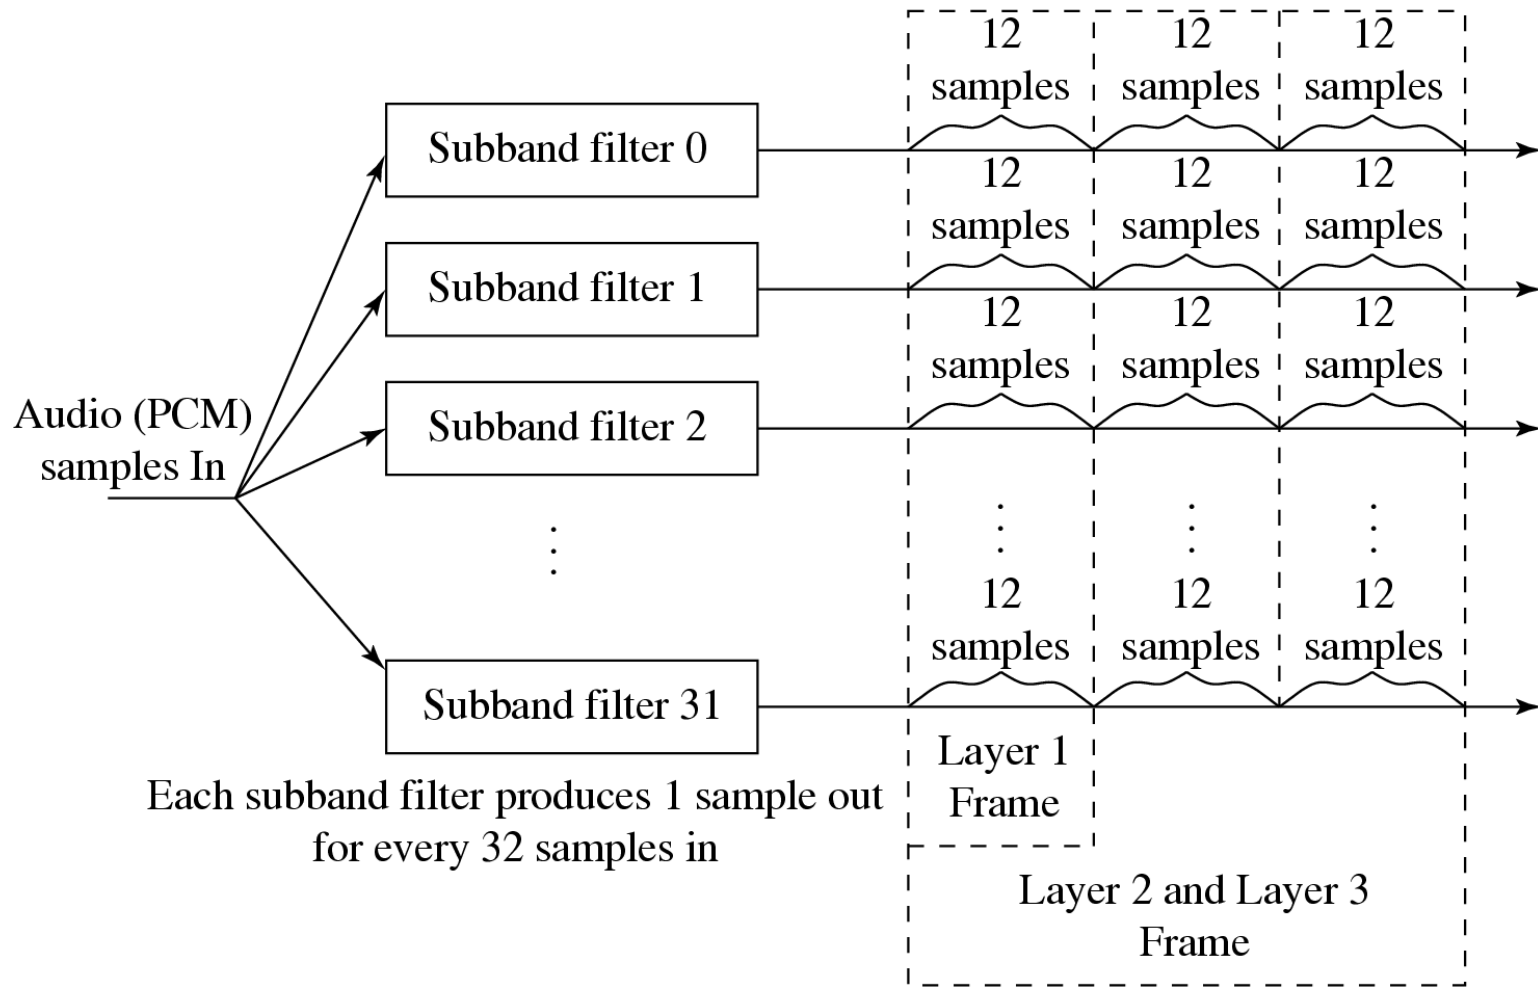 12 12 12
samples samples samples
Subband filter 0
12 12 12
samples samples samples
Subband filter 1
12 12 12
samples samples samples
Audio (PCM)
samples In
Subband filter 2
12 12 12
samples samples samples
Subband filter 31
Each subband filter produces 1 sample out
for every 32 samples in
Layer 1
Frame
Layer 2 and Layer 3
Frame